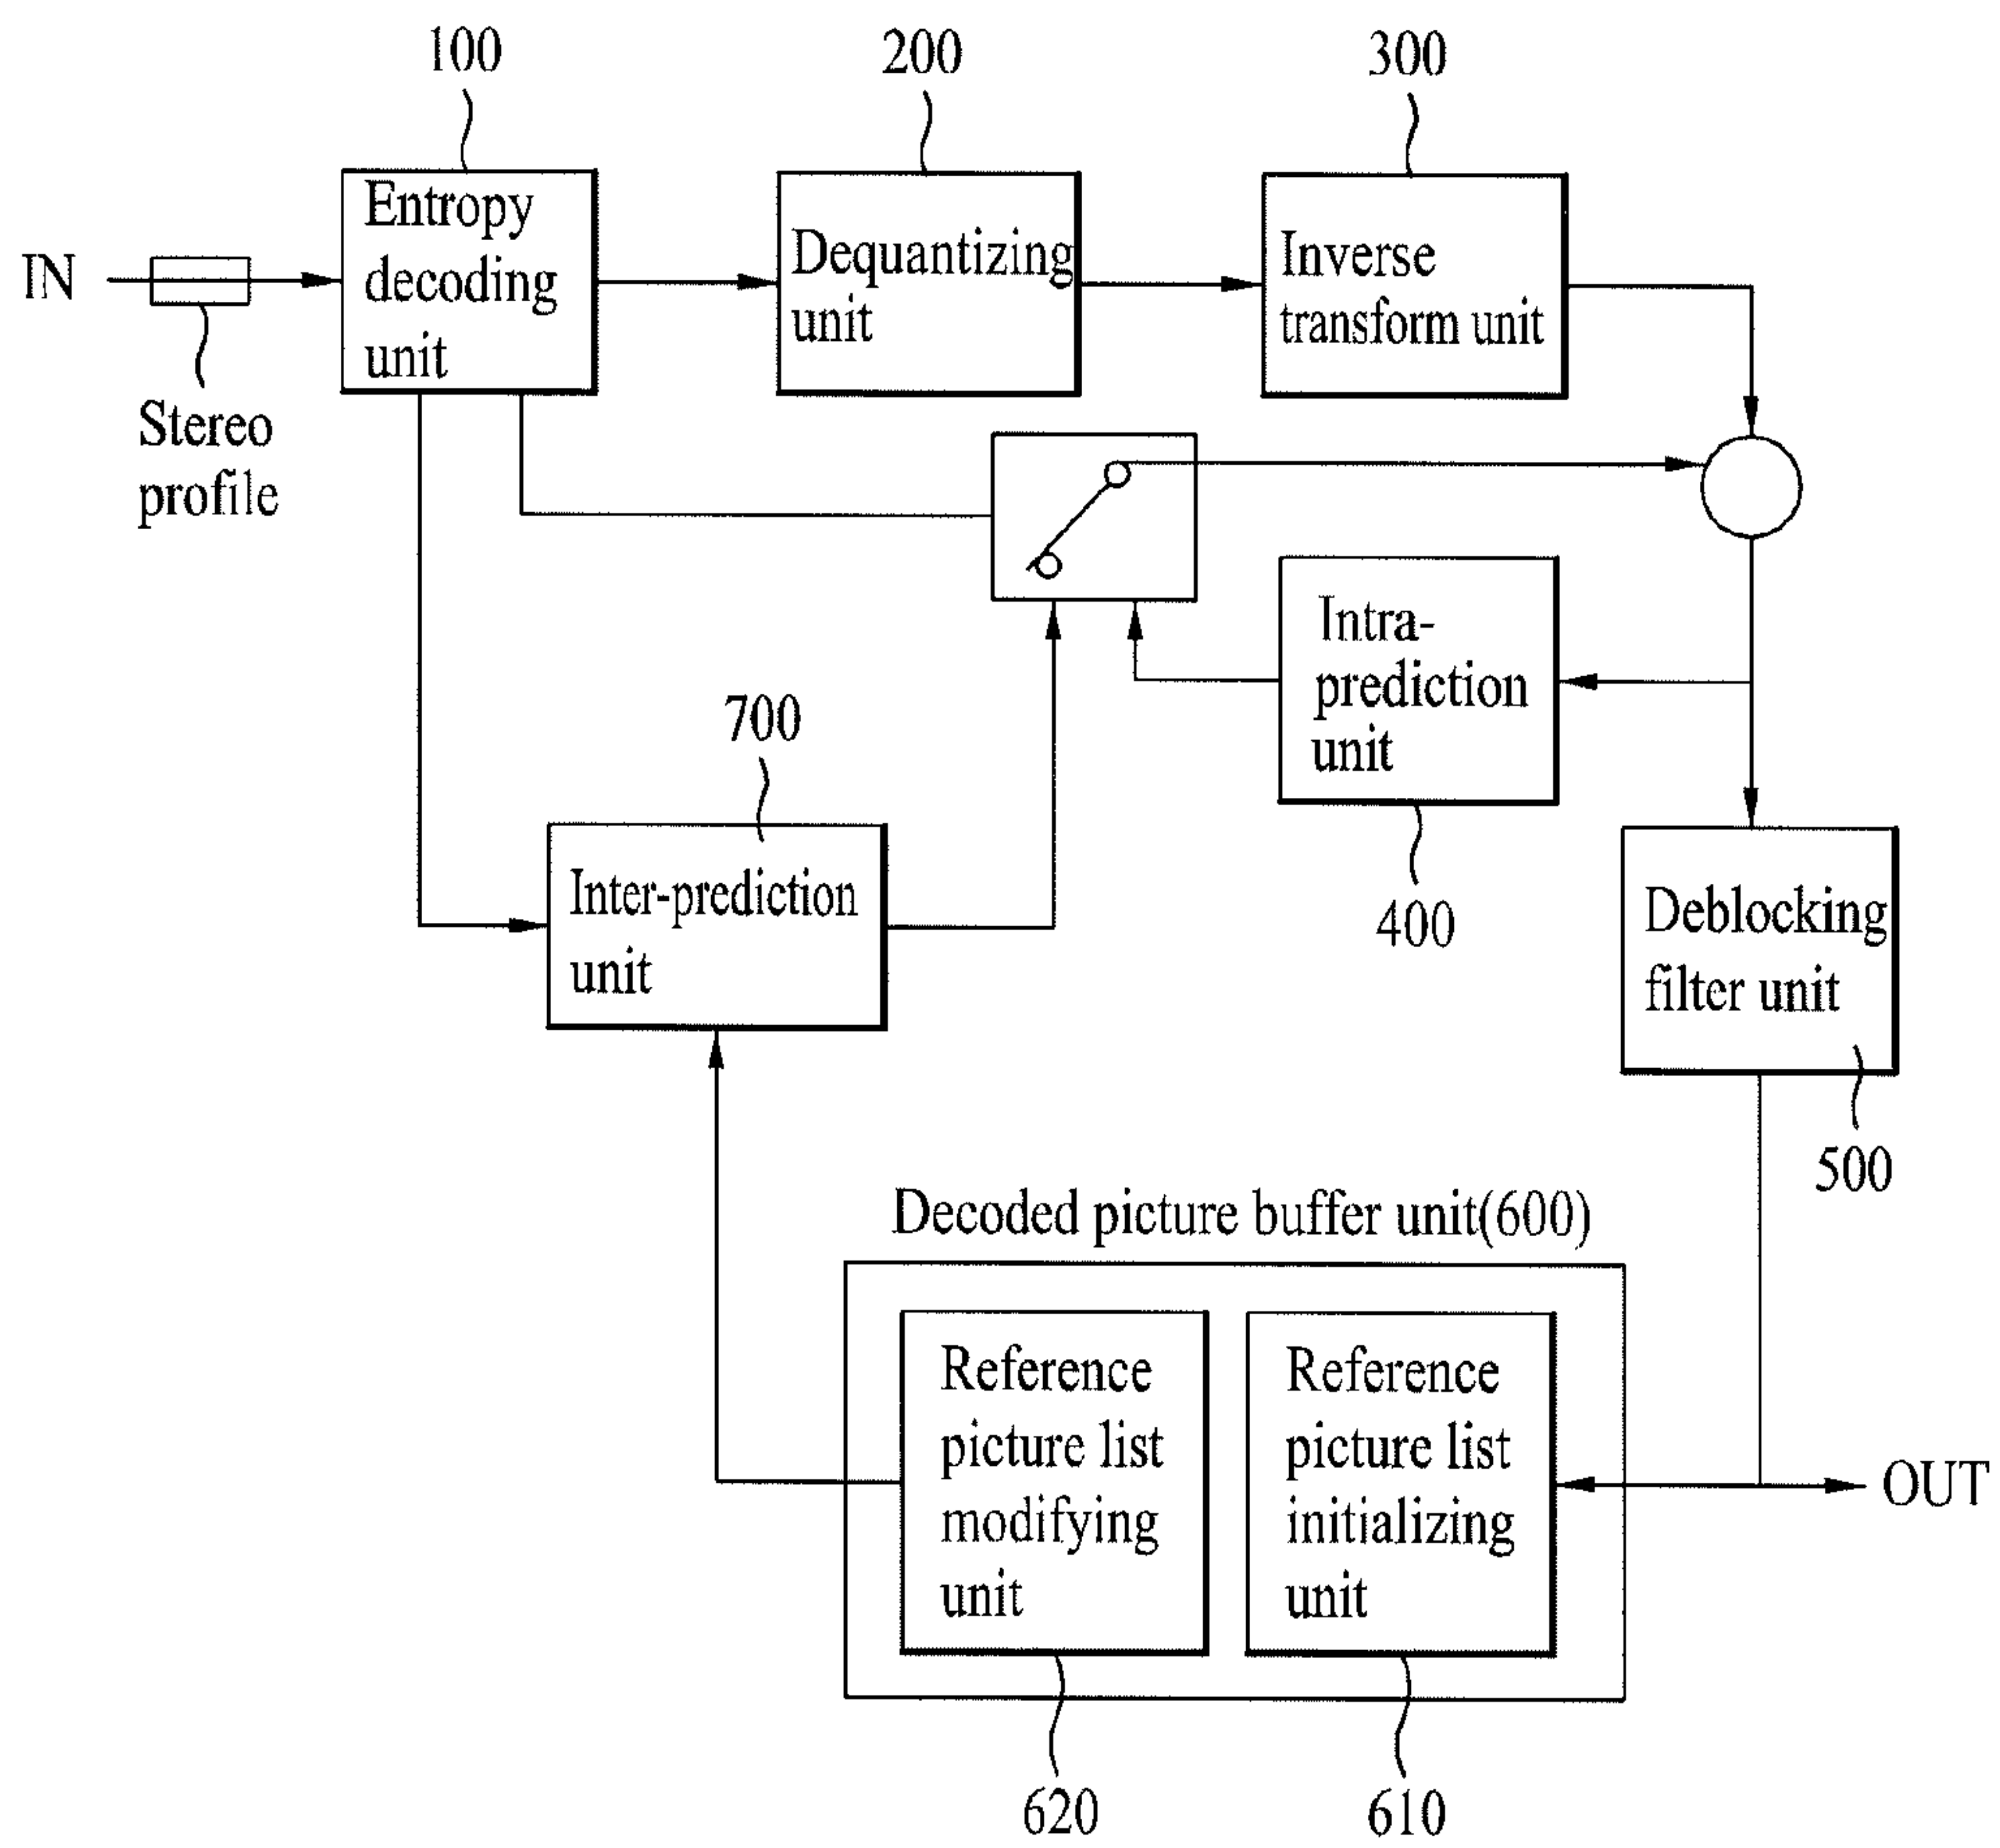 100
200
300
IN
Entropy
decoding
unit
Dequantizing
unit
Inverse
transform unit
Stereo
profile
Intra-
prediction
unit
400
700
Inter-prediction
unit
Deblocking
filter unit
500
Decoded picture buffer unit(600)
Reference
picture list
modifying
unit
Reference
picture list
initializing
unit
OUT
620
610